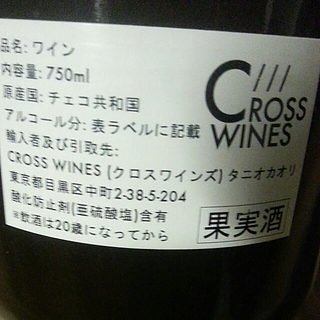 品名: ワイン
内容量: 750ml
原産国: チェコ共和国
アルコール分: 表ラベルに記載
輸入者及び引取先:
CROSS WINES (クロスワインズ) タニオカオリ
東京都目黒区中町2-38-5-204
酸化防止剤(亜硫酸塩)含有
※飲酒は20歳になってから
CROSS
WINES
果実酒